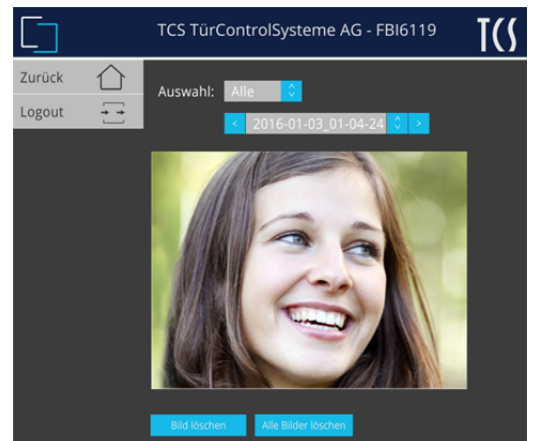 TCS TürControlSysteme AG - FBI6119
TCS
Zurück
Logout
Auswahl: Alle
< 2016-01-03_01-04-24 >
Bild löschen
Alle Bilder löschen